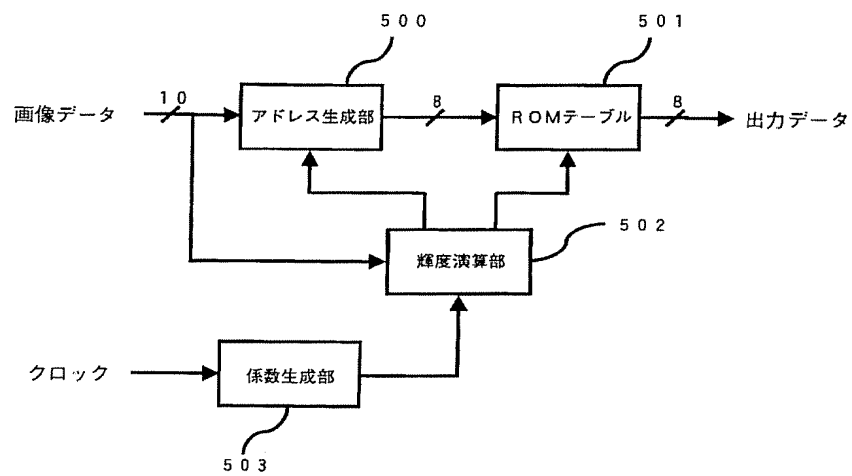 ５００
５０１
画像データ
１０
アドレス生成部
８
ＲＯＭテーブル
８
出力データ
５０２
輝度演算部
クロック
係数生成部
５０３